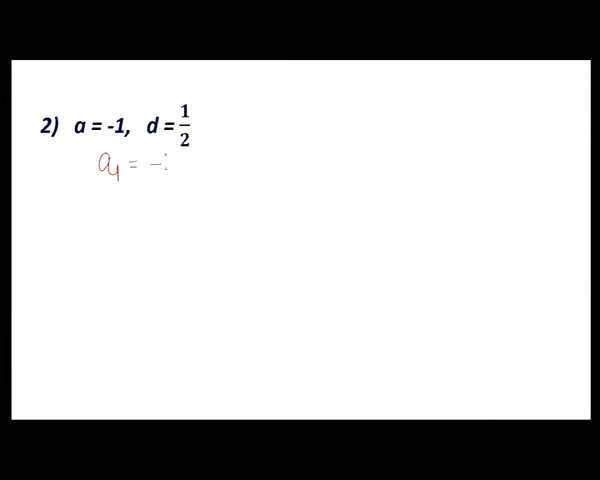 2) a = -1, d = 1/2
a₁ = -